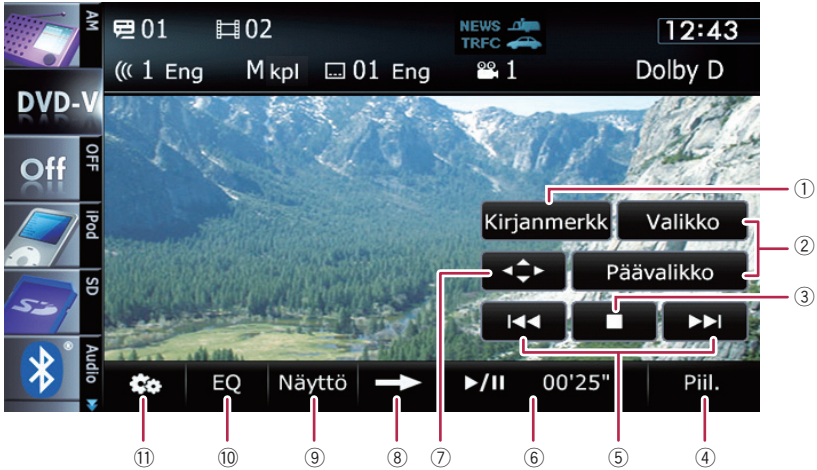 AM
01 02 NEWS TRFC 12:43
1 Eng M kpl 01 Eng 1 Dolby D
DVD-V
Off
OFF
iPod
SD
Audio
®
Kirjanmerkk Valikko
Päävalikko
EQ Näyttö ▶/II 00'25" Piil.
①
②
③
⑦
⑪ ⑩ ⑨ ⑧ ⑥ ⑤ ④